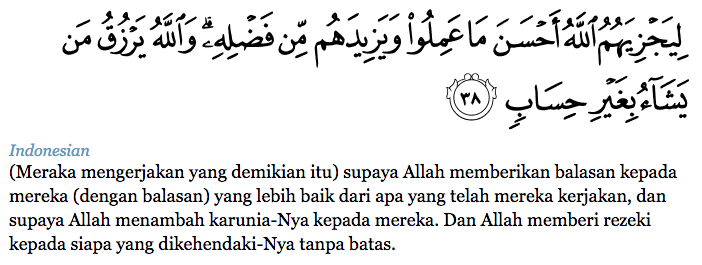 لِيَجْزِيَهُمُ ٱللَّهُ أَحْسَنَ مَا عَمِلُوا۟ وَيَزِيدَهُم مِّن فَضْلِهِۦ ۗ وَٱللَّهُ يَرْزُقُ مَن
يَشَآءُ بِغَيْرِ حِسَابٍ ٣٨
Indonesian
(Meraka mengerjakan yang demikian itu) supaya Allah memberikan balasan kepada
mereka (dengan balasan) yang lebih baik dari apa yang telah mereka kerjakan, dan
supaya Allah menambah karunia-Nya kepada mereka. Dan Allah memberi rezeki
kepada siapa yang dikehendaki-Nya tanpa batas.